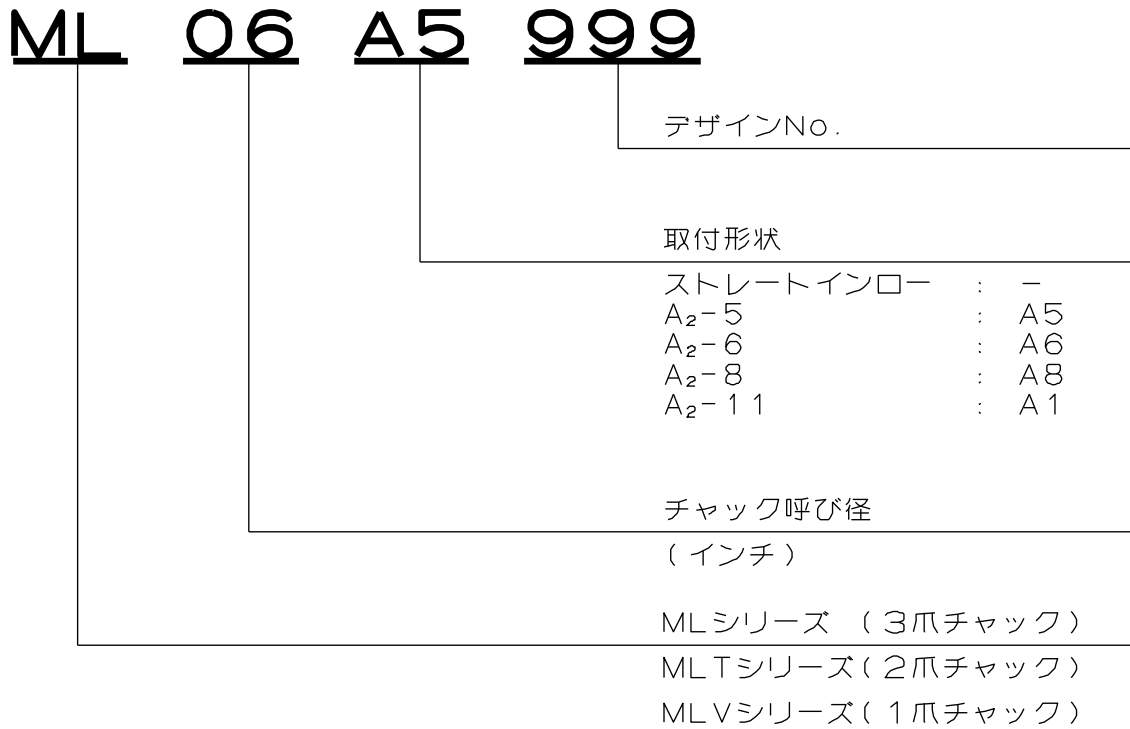 ML 06 A5 999
デザインNo.
取付形状
ストレートインロー : －
A₂-5 : A5
A₂-6 : A6
A₂-8 : A8
A₂-11 : A1
チャック呼び径
(インチ)
MLシリーズ (3爪チャック)
MLTシリーズ(2爪チャック)
MLVシリーズ(1爪チャック)